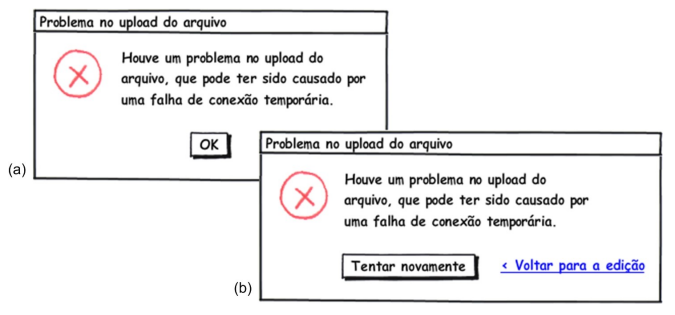 Problema no upload do arquivo
Houve um problema no upload do
arquivo, que pode ter sido causado por
uma falha de conexão temporária.
OK
(a)
Problema no upload do arquivo
Houve um problema no upload do
arquivo, que pode ter sido causado por
uma falha de conexão temporária.
Tentar novamente
< Voltar para a edição
(b)